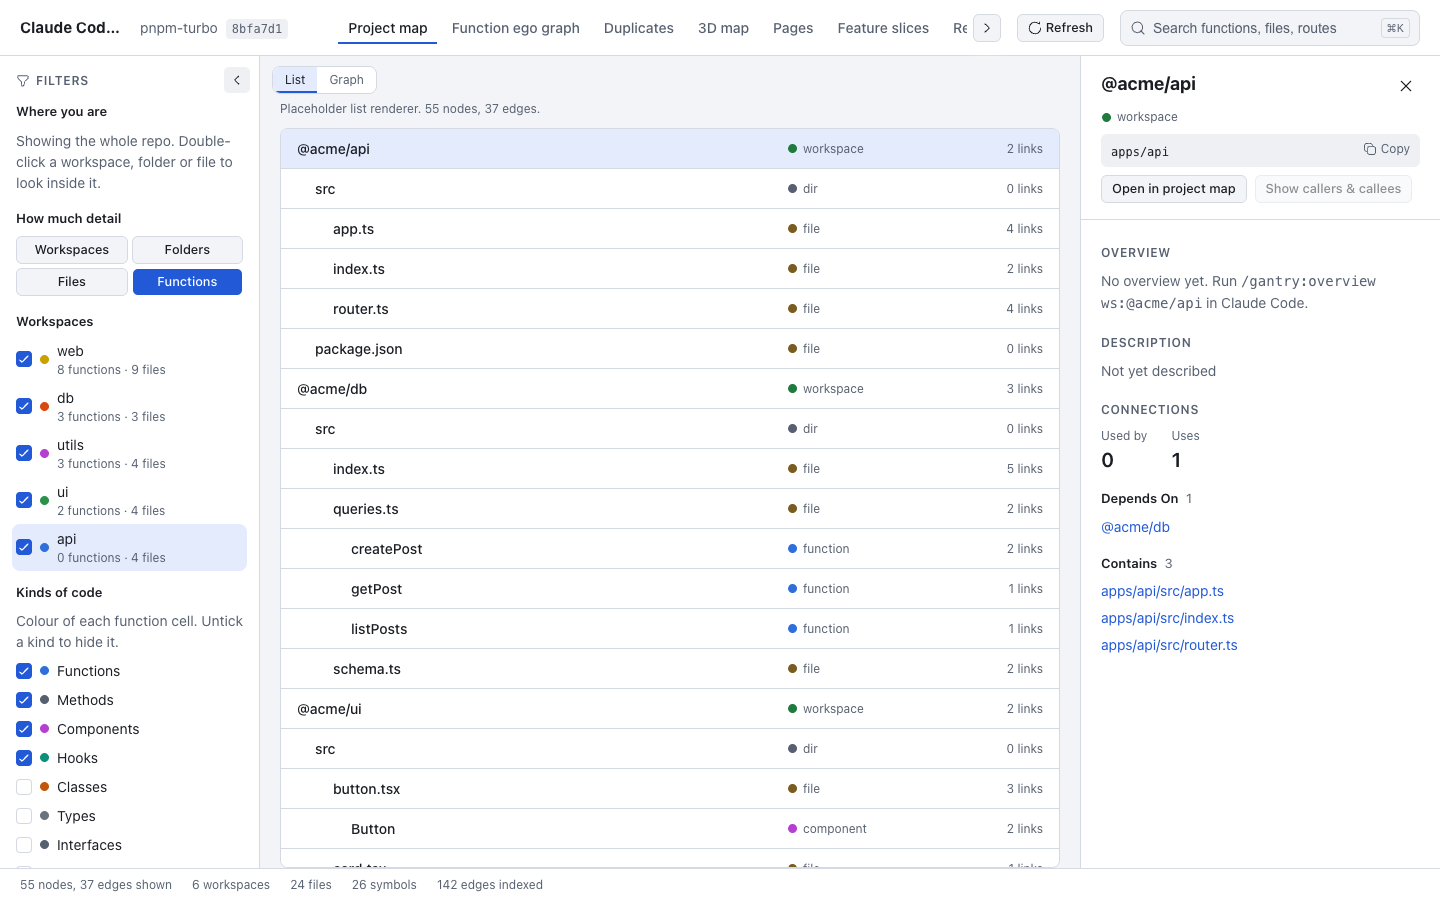 Claude Cod...
pnpm-turbo 8bfa7d1
Project map Function ego graph Duplicates 3D map Pages Feature slices Re
Refresh
Search functions, files, routes ⌘K
FILTERS
Where you are
Showing the whole repo. Double-
click a workspace, folder or file to
look inside it.
How much detail
Workspaces Folders
Files Functions
Workspaces
web
8 functions · 9 files
db
3 functions · 3 files
utils
3 functions · 4 files
ui
2 functions · 4 files
api
0 functions · 4 files
Kinds of code
Colour of each function cell. Untick
a kind to hide it.
Functions
Methods
Components
Hooks
Classes
Types
Interfaces
List Graph
Placeholder list renderer. 55 nodes, 37 edges.
@acme/api workspace 2 links
src dir 0 links
app.ts file 4 links
index.ts file 2 links
router.ts file 4 links
package.json file 0 links
@acme/db workspace 3 links
src dir 0 links
index.ts file 5 links
queries.ts file 2 links
createPost function 2 links
getPost function 1 links
listPosts function 1 links
schema.ts file 2 links
@acme/ui workspace 2 links
src dir 0 links
button.tsx file 3 links
Button component 2 links
card.tsx file 1 links
@acme/api
workspace
apps/api Copy
Open in project map Show callers & callees
OVERVIEW
No overview yet. Run /gantry:overview
ws:@acme/api in Claude Code.
DESCRIPTION
Not yet described
CONNECTIONS
Used by Uses
0 1
Depends On 1
@acme/db
Contains 3
apps/api/src/app.ts
apps/api/src/index.ts
apps/api/src/router.ts
55 nodes, 37 edges shown 6 workspaces 24 files 26 symbols 142 edges indexed